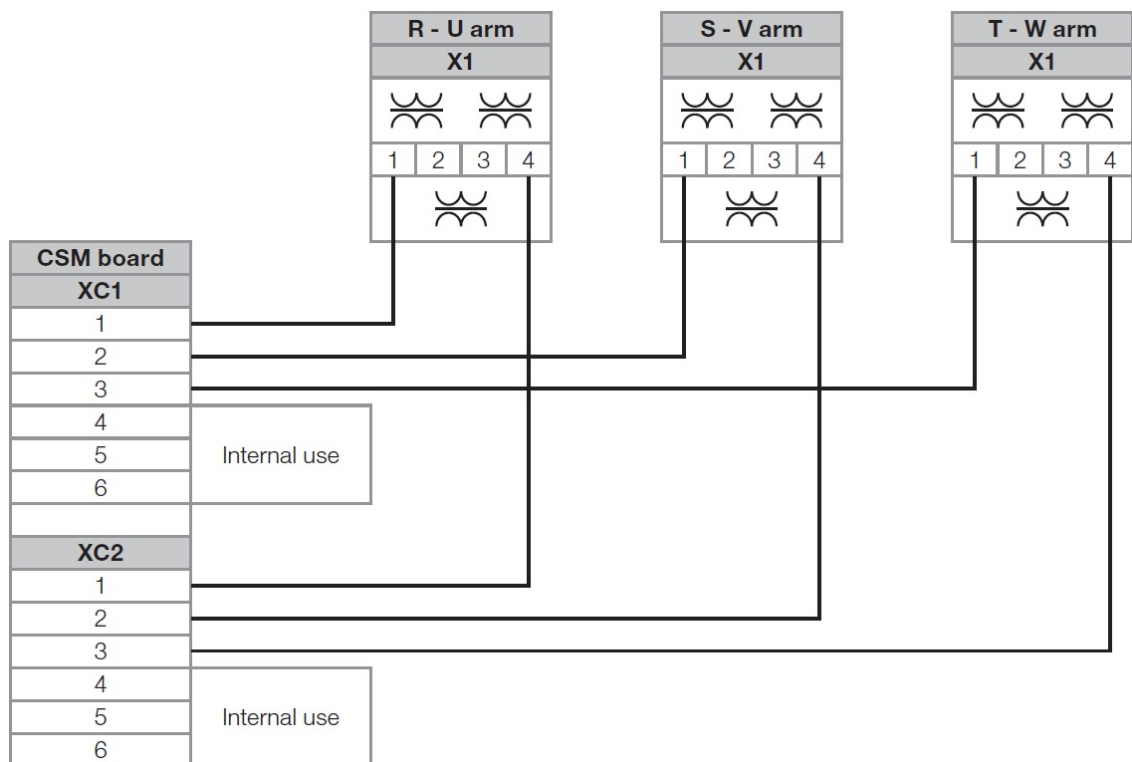 R - U arm
S - V arm
T - W arm
X1
X1
X1
1 2 3 4
1 2 3 4
1 2 3 4
CSM board
XC1
1
2
3
4
5
Internal use
6
XC2
1
2
3
4
5
Internal use
6